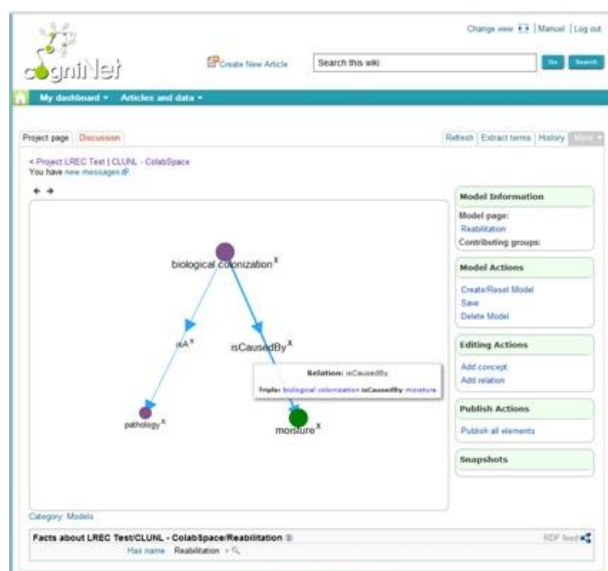 Change view | Manuel | Log out
cogniNet
Create New Article
Search this wiki
Go
Search
My dashboard
Articles and data
Project page
Discussion
Refresh
Extract terms
History
More
< Project LREC Test | CLUNL - ColabSpace
You have new messages
biological colonization x
isA x
isCausedBy x
Relation: isCausedBy
Triple: biological colonization isCausedBy moisture
pathology x
moisture x
Model Information
Model page:
Reabilitation
Contributing groups:
Model Actions
Create/Reset Model
Save
Delete Model
Editing Actions
Add concept
Add relation
Publish Actions
Publish all elements
Snapshots
Category: Models
Facts about LREC Test/CLUNL - ColabSpace/Reabilitation
RDF feed
Has name Reabilitation +